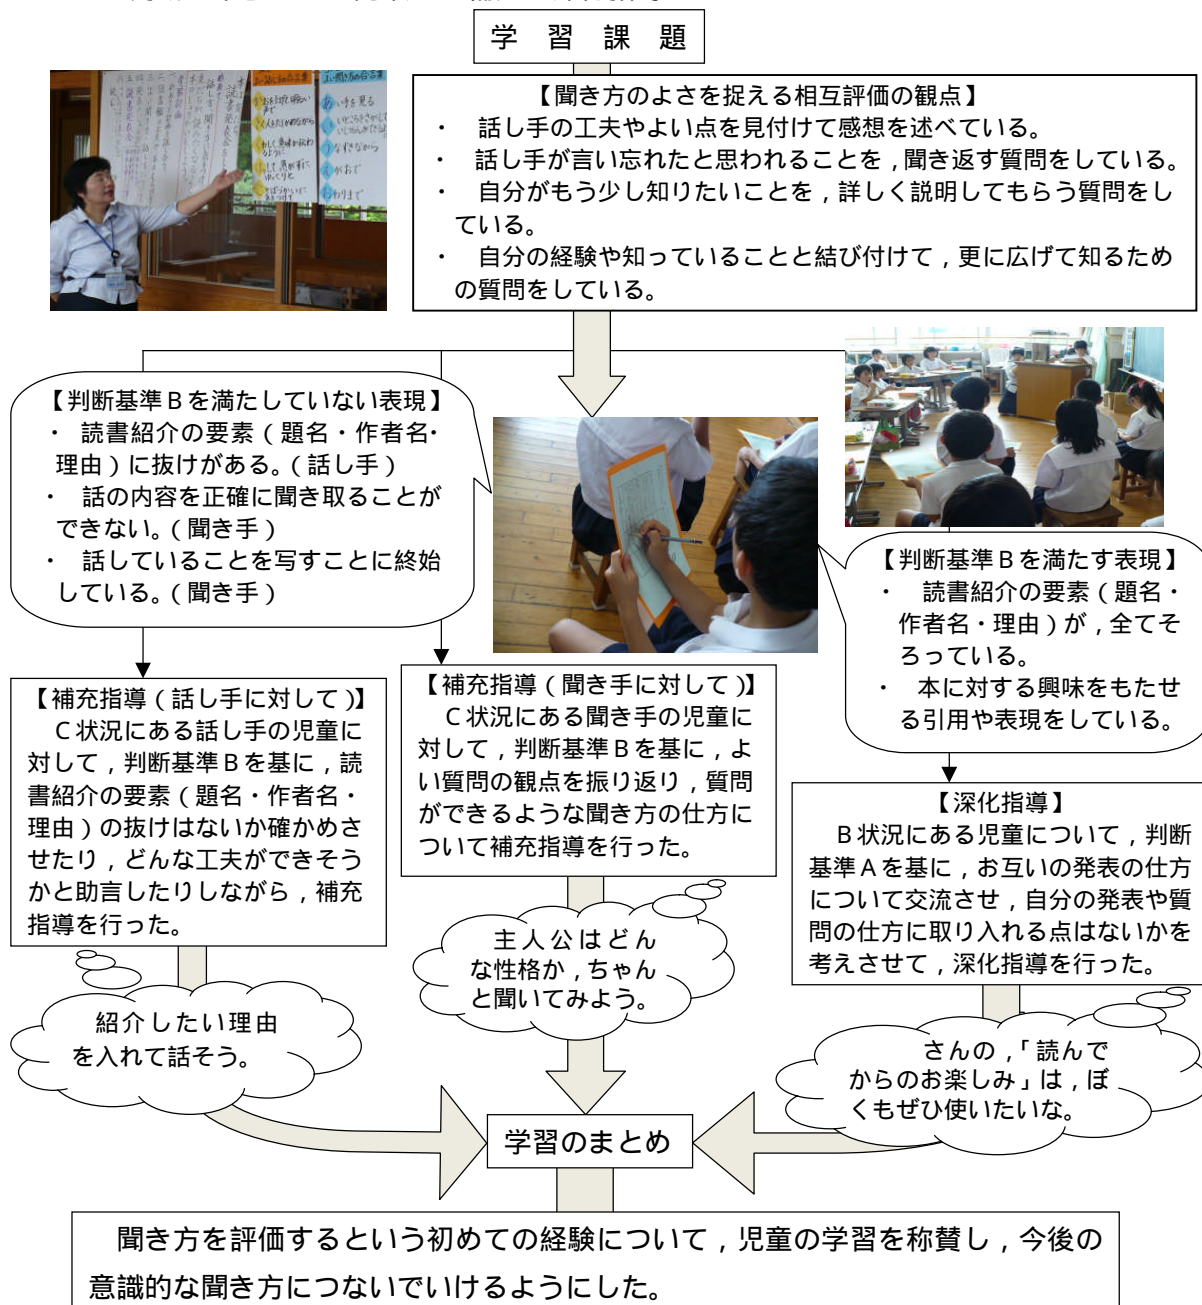 学 習 課 題
【聞き方のよさを捉える相互評価の観点】
・ 話し手の工夫やよい点を見付けて感想を述べている。
・ 話し手が言い忘れたと思われることを，聞き返す質問をしている。
・ 自分がもう少し知りたいことを，詳しく説明してもらう質問をし
ている。
・ 自分の経験や知っていることと結び付けて，更に広げて知るため
の質問をしている。
【判断基準Ｂを満たしていない表現】
・ 読書紹介の要素（題名・作者名・
理由）に抜けがある。（話し手）
・ 話の内容を正確に聞き取ることが
できない。（聞き手）
・ 話していることを写すことに終始
している。（聞き手）
【判断基準Ｂを満たす表現】
・ 読書紹介の要素（題名・
作者名・理由）が，全てそ
ろっている。
・ 本に対する興味をもたせ
る引用や表現をしている。
【補充指導（話し手に対して）】
Ｃ状況にある話し手の児童に
対して，判断基準Ｂを基に，読
書紹介の要素（題名・作者名・
理由）の抜けはないか確かめさ
せたり，どんな工夫ができそう
かと助言したりしながら，補充
指導を行った。
【補充指導（聞き手に対して）】
Ｃ状況にある聞き手の児童に
対して，判断基準Ｂを基に，よ
い質問の観点を振り返り，質問
ができるような聞き方の仕方に
ついて補充指導を行った。
【深化指導】
Ｂ状況にある児童について，判断
基準Ａを基に，お互いの発表の仕方
について交流させ，自分の発表や質
問の仕方に取り入れる点はないかを
考えさせて，深化指導を行った。
紹介したい理由
を入れて話そう。
主人公はどん
な性格か，ちゃん
と聞いてみよう。
さんの，「読んで
からのお楽しみ」は，ぼ
くもぜひ使いたいな。
学習のまとめ
聞き方を評価するという初めての経験について，児童の学習を称賛し，今後の
意識的な聞き方につないでいけるようにした。